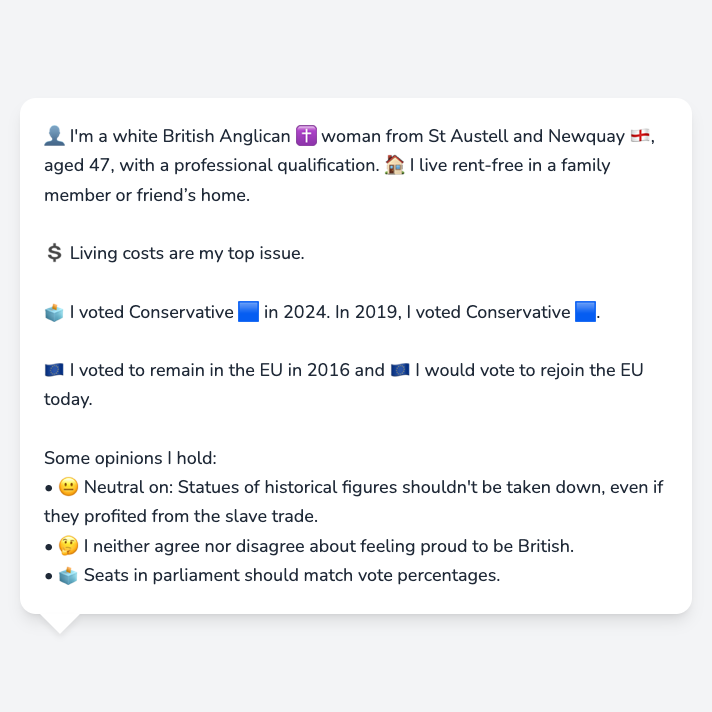 👤 I'm a white British Anglican ✝️ woman from St Austell and Newquay 🏴󠁧󠁢󠁥󠁮󠁧󠁿,
aged 47, with a professional qualification. 🏠 I live rent-free in a family
member or friend’s home.
💲 Living costs are my top issue.
🗳️ I voted Conservative 🟦 in 2024. In 2019, I voted Conservative 🟦.
🇪🇺 I voted to remain in the EU in 2016 and 🇪🇺 I would vote to rejoin the EU
today.
Some opinions I hold:
• 😐 Neutral on: Statues of historical figures shouldn't be taken down, even if
they profited from the slave trade.
• 🤔 I neither agree nor disagree about feeling proud to be British.
• 🗳️ Seats in parliament should match vote percentages.